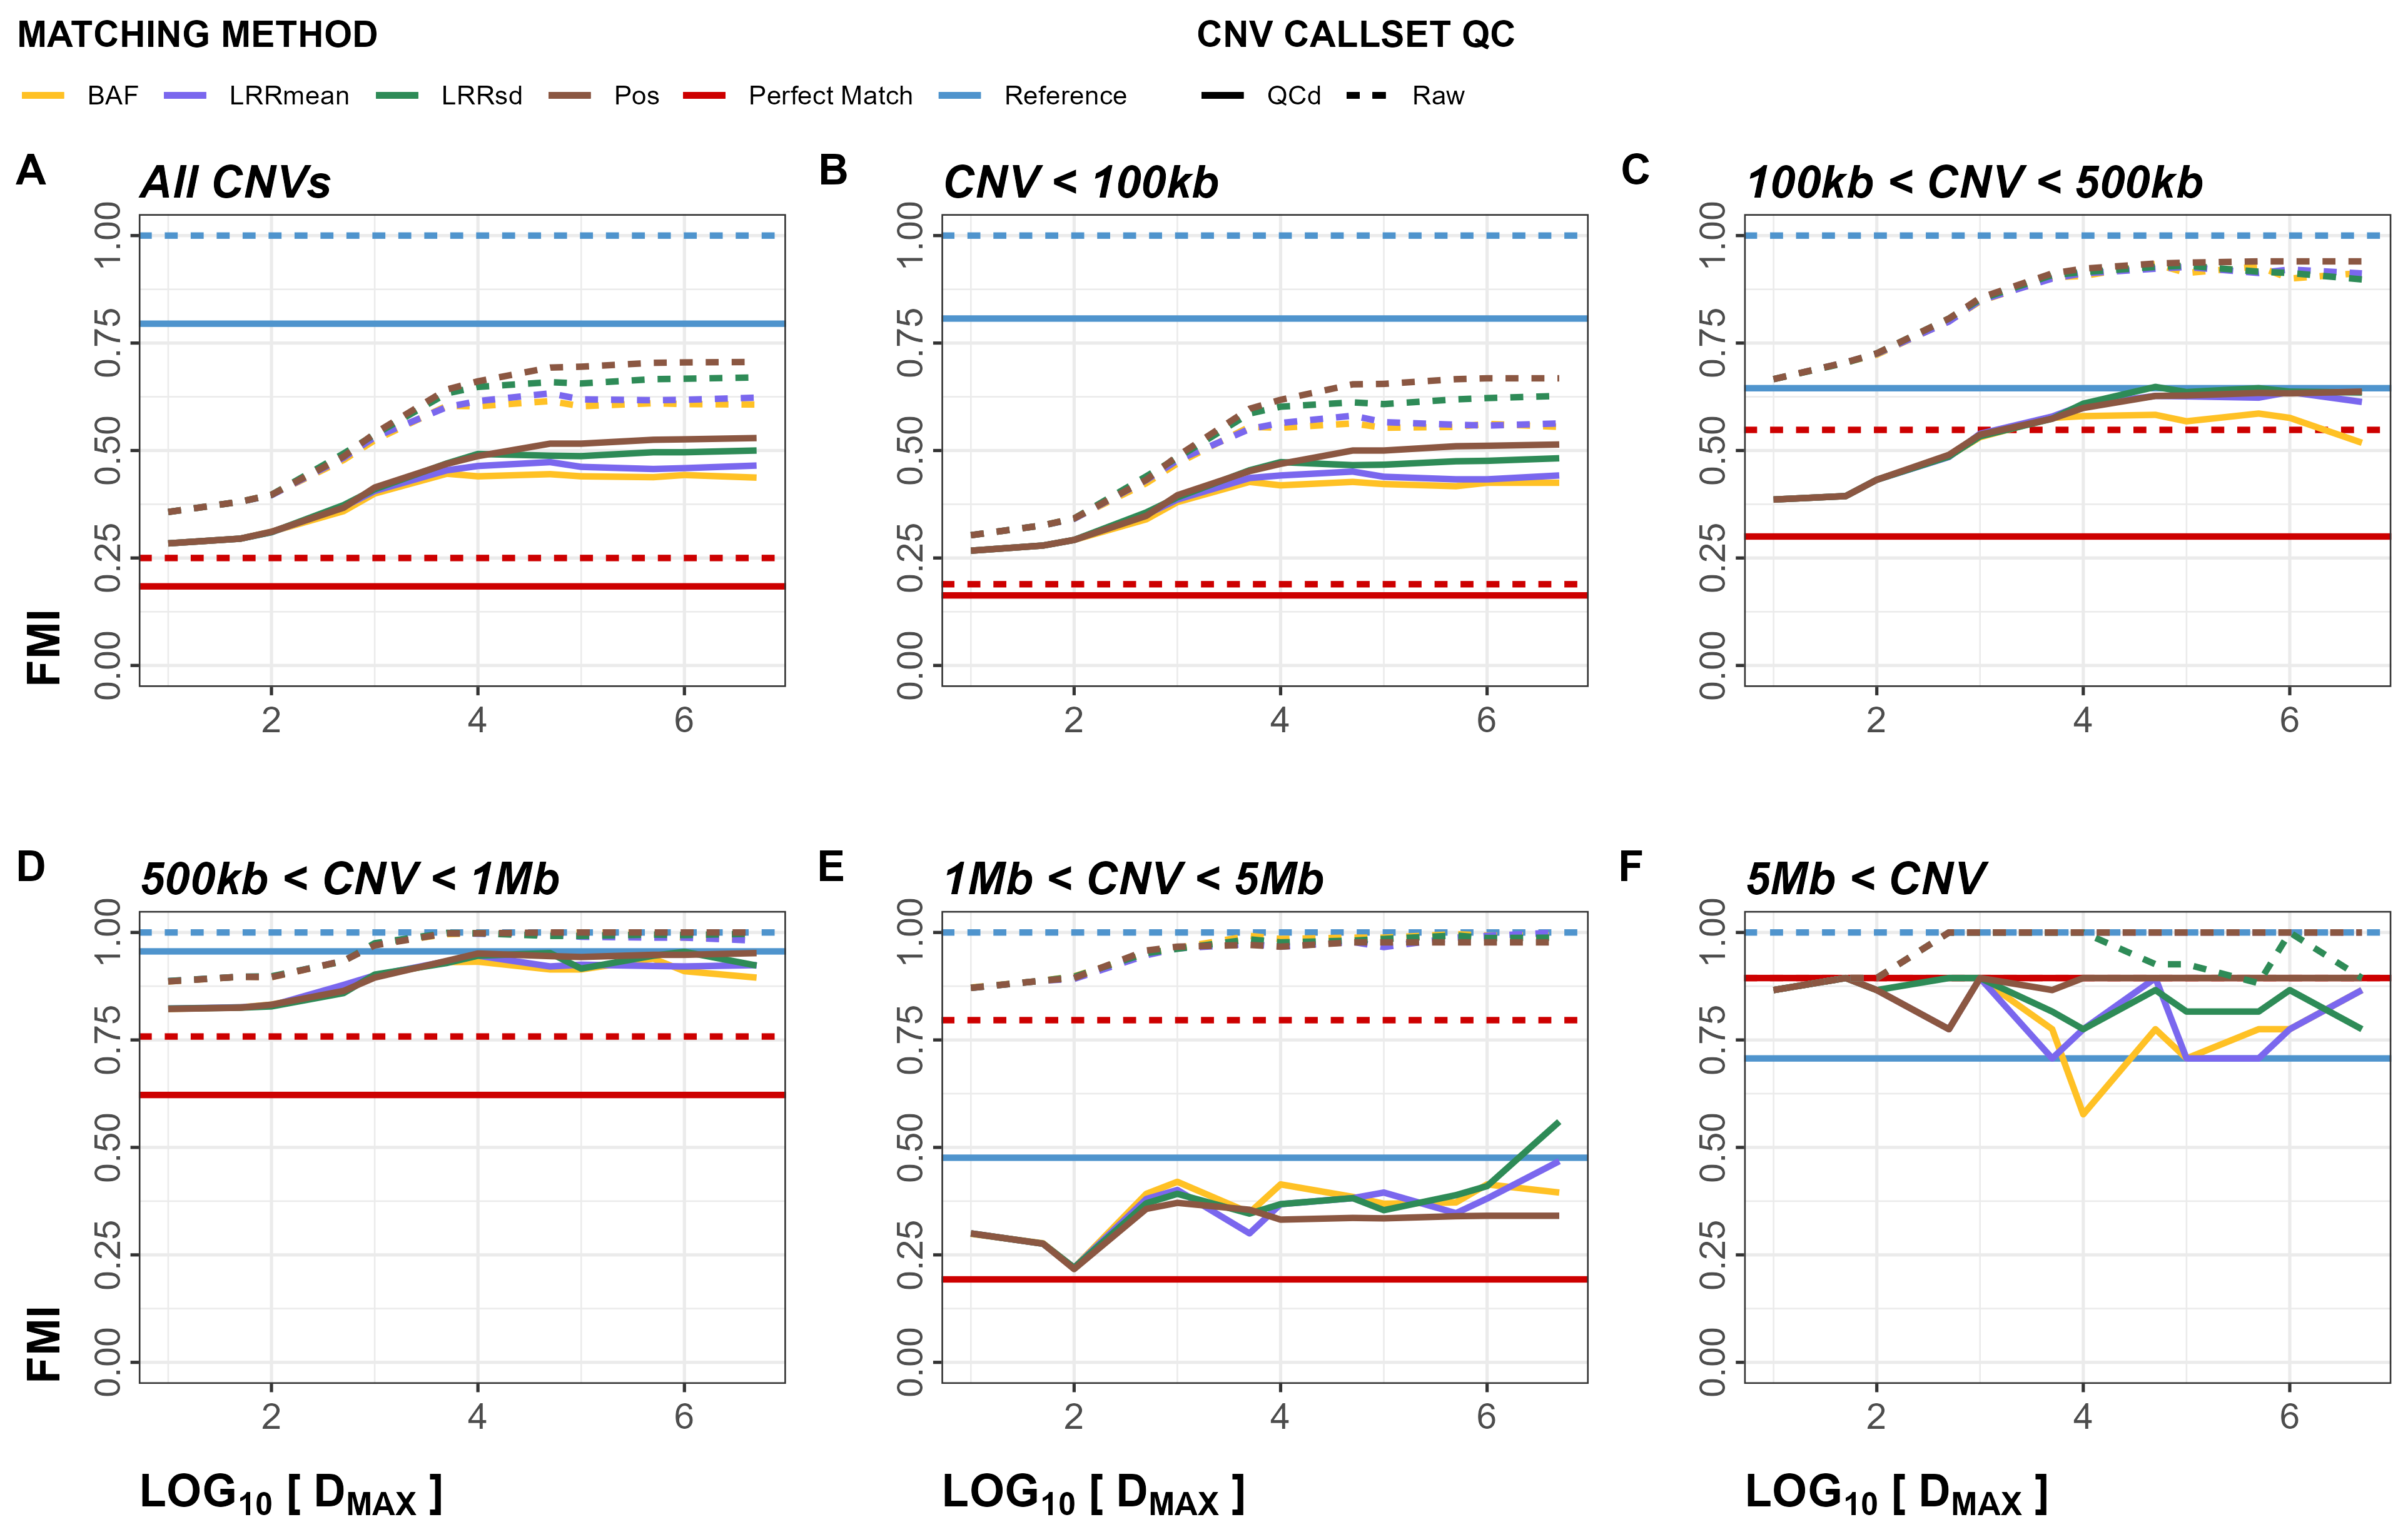 MATCHING METHOD CNV CALLSET QC
BAF LRRmean LRRsd Pos Perfect Match Reference QCd Raw
A All CNVs
B CNV < 100kb
C 100kb < CNV < 500kb
FMI
1.00
0.75
0.50
0.25
0.00
2 4 6
1.00
0.75
0.50
0.25
0.00
2 4 6
1.00
0.75
0.50
0.25
0.00
2 4 6
D 500kb < CNV < 1Mb
E 1Mb < CNV < 5Mb
F 5Mb < CNV
FMI
1.00
0.75
0.50
0.25
0.00
2 4 6
1.00
0.75
0.50
0.25
0.00
2 4 6
1.00
0.75
0.50
0.25
0.00
2 4 6
LOG10 [ DMAX ] LOG10 [ DMAX ] LOG10 [ DMAX ]